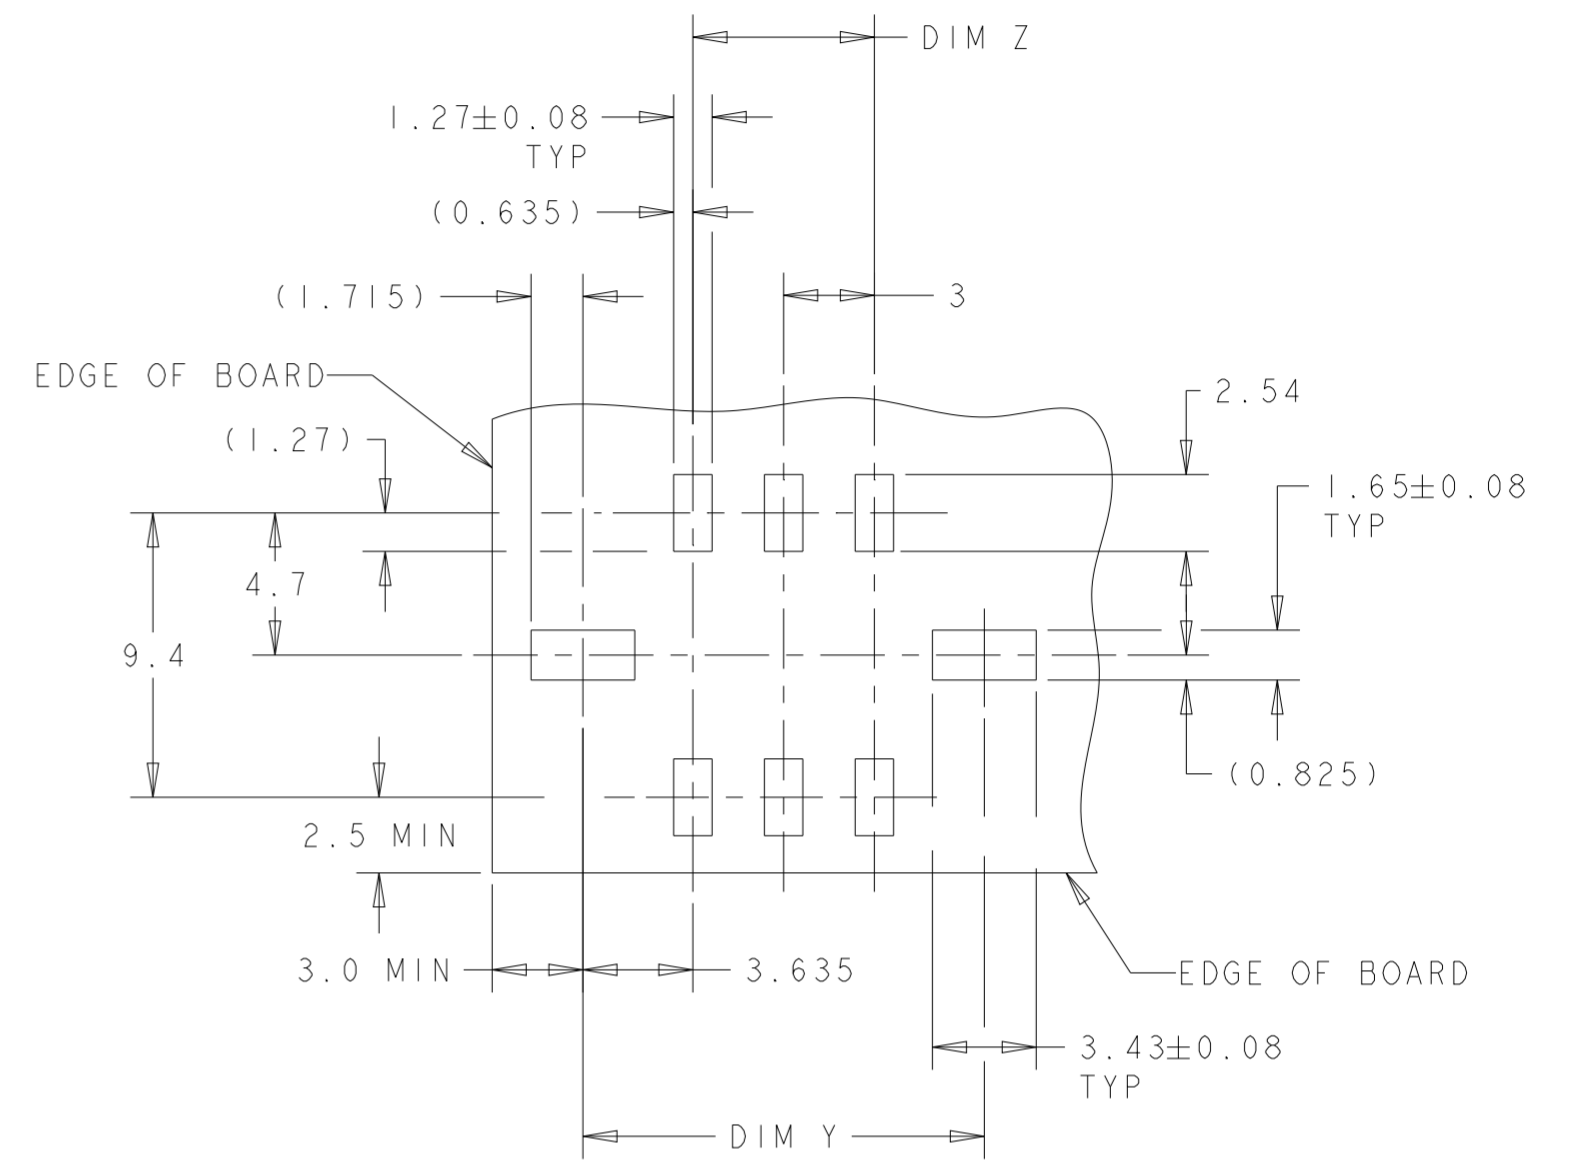 DIM Z
1.27±0.08
TYP
(0.635)
(1.715)
3
EDGE OF BOARD
2.54
(1.27)
1.65±0.08
TYP
4.7
9.4
(0.825)
2.5 MIN
3.0 MIN
3.635
EDGE OF BOARD
3.43±0.08
TYP
DIM Y